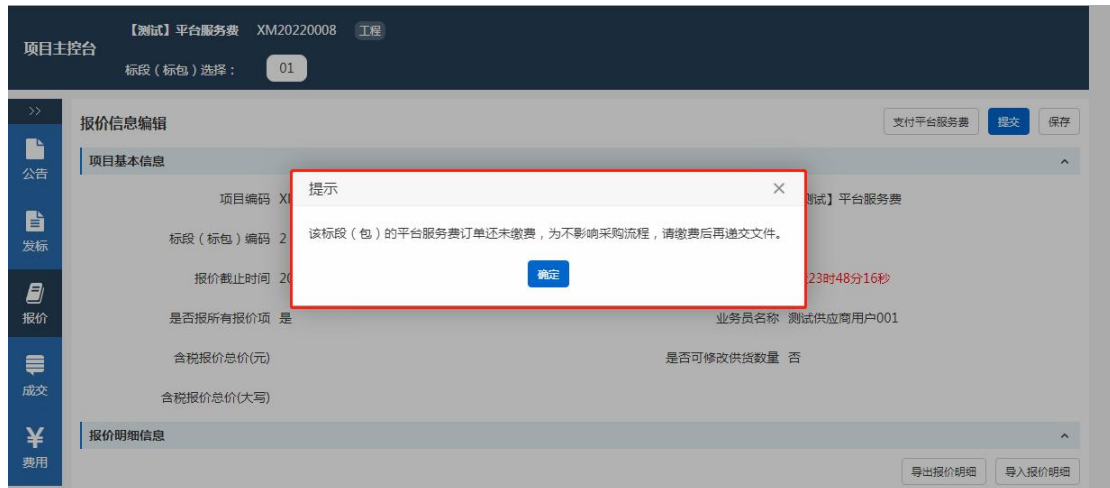 项目主控台
【测试】平台服务费 XM20220008 工程
标段(标包)选择: 01
>>
公告
发标
报价
成交
费用
报价信息编辑
支付平台服务费 提交 保存
项目基本信息
项目编码 XM
测试】平台服务费
标段(标包)编码 2
报价截止时间 20
23时48分16秒
是否报所有报价项 是
业务员名称 测试供应商用户001
含税报价总价(元)
是否可修改供货数量 否
含税报价总价(大写)
报价明细信息
导出报价明细 导入报价明细
提示 ×
该标段(包)的平台服务费订单还未缴费,为不影响采购流程,请缴费后再递交文件。
确定